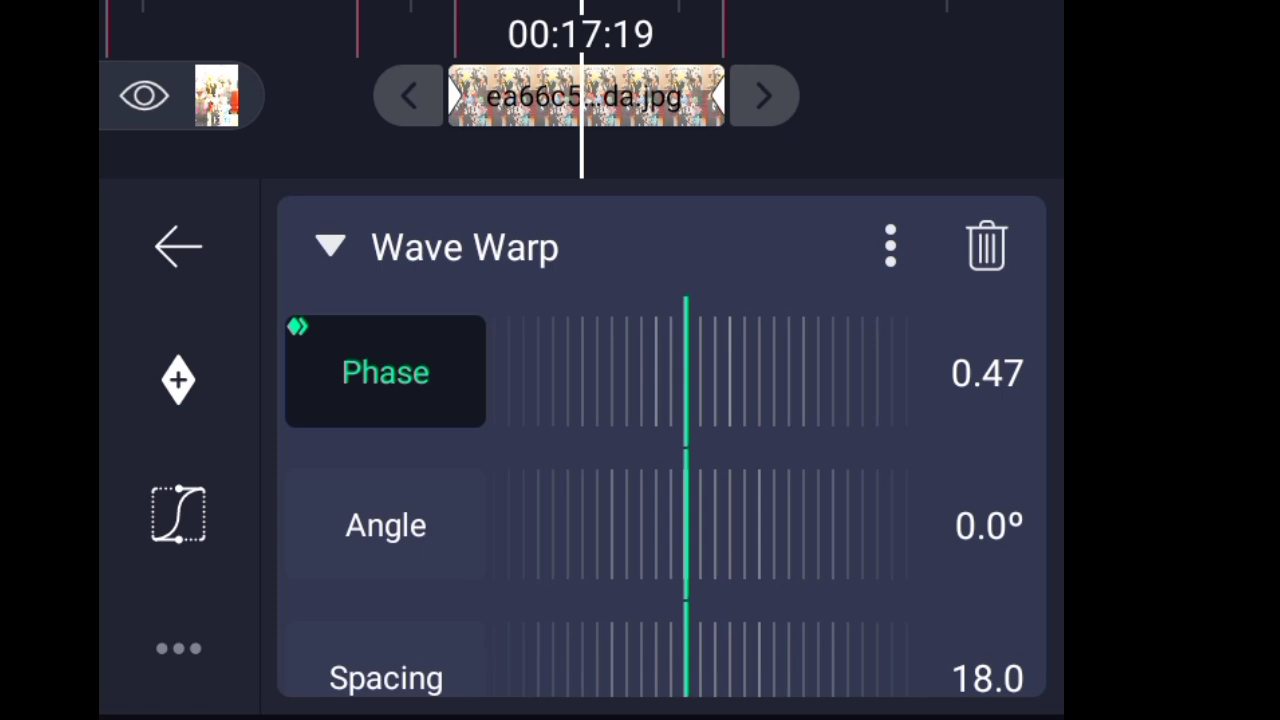 00:17:19
ea66c5...da.jpg
Wave Warp
Phase
0.47
Angle
0.0º
Spacing
18.0